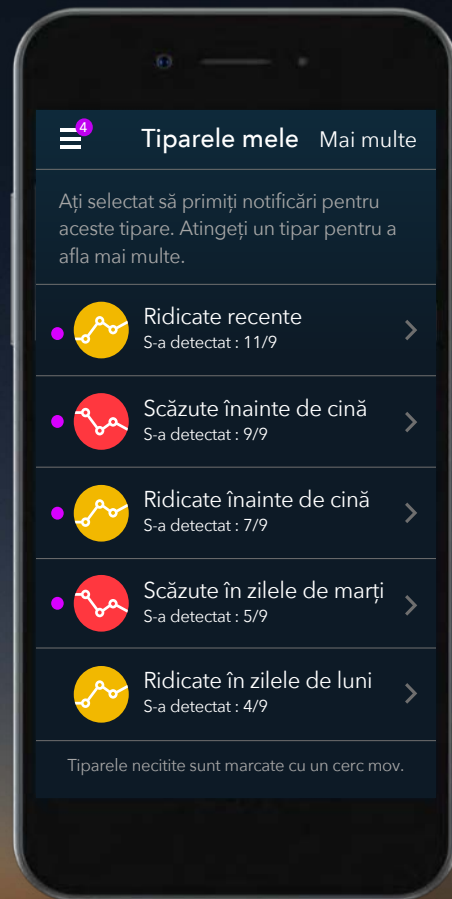 4
Tiparele mele Mai multe
Ați selectat să primiți notificări pentru
aceste tipare. Atingeți un tipar pentru a
afla mai multe.
Ridicate recente
S-a detectat : 11/9
Scăzute înainte de cină
S-a detectat : 9/9
Ridicate înainte de cină
S-a detectat : 7/9
Scăzute în zilele de marți
S-a detectat : 5/9
Ridicate în zilele de luni
S-a detectat : 4/9
Tiparele necitite sunt marcate cu un cerc mov.